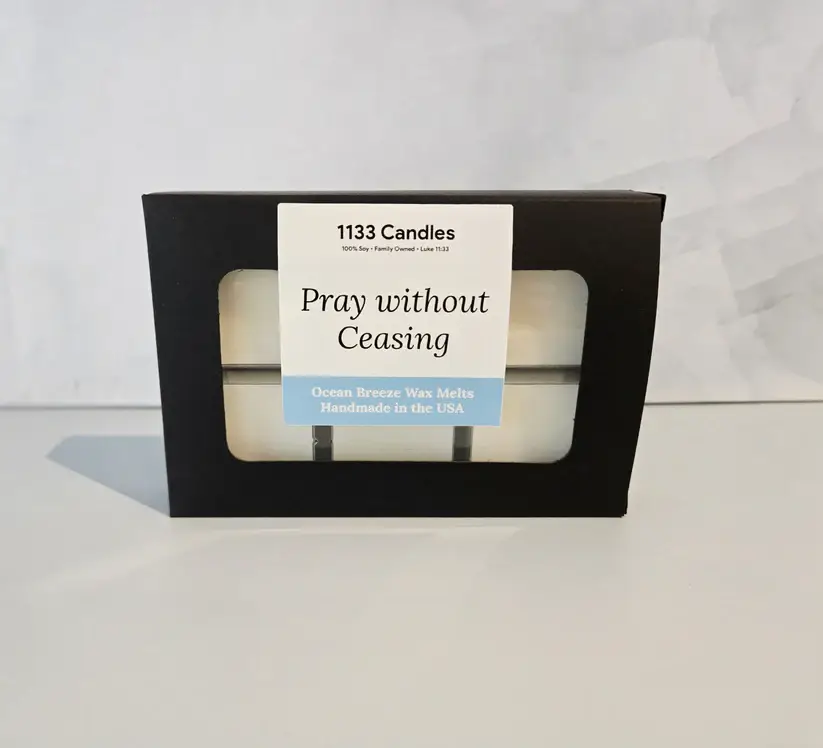 1133 Candles
100% Soy • Family Owned • Luke 11:33
Pray without
Ceasing
Ocean Breeze Wax Melts
Handmade in the USA